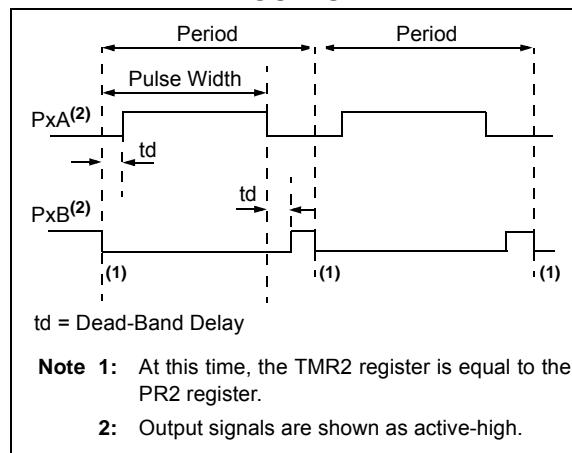 Period Period
Pulse Width
PxA(2)
td
td
PxB(2)
(1) (1) (1)
td = Dead-Band Delay
Note 1: At this time, the TMR2 register is equal to the
PR2 register.
2: Output signals are shown as active-high.